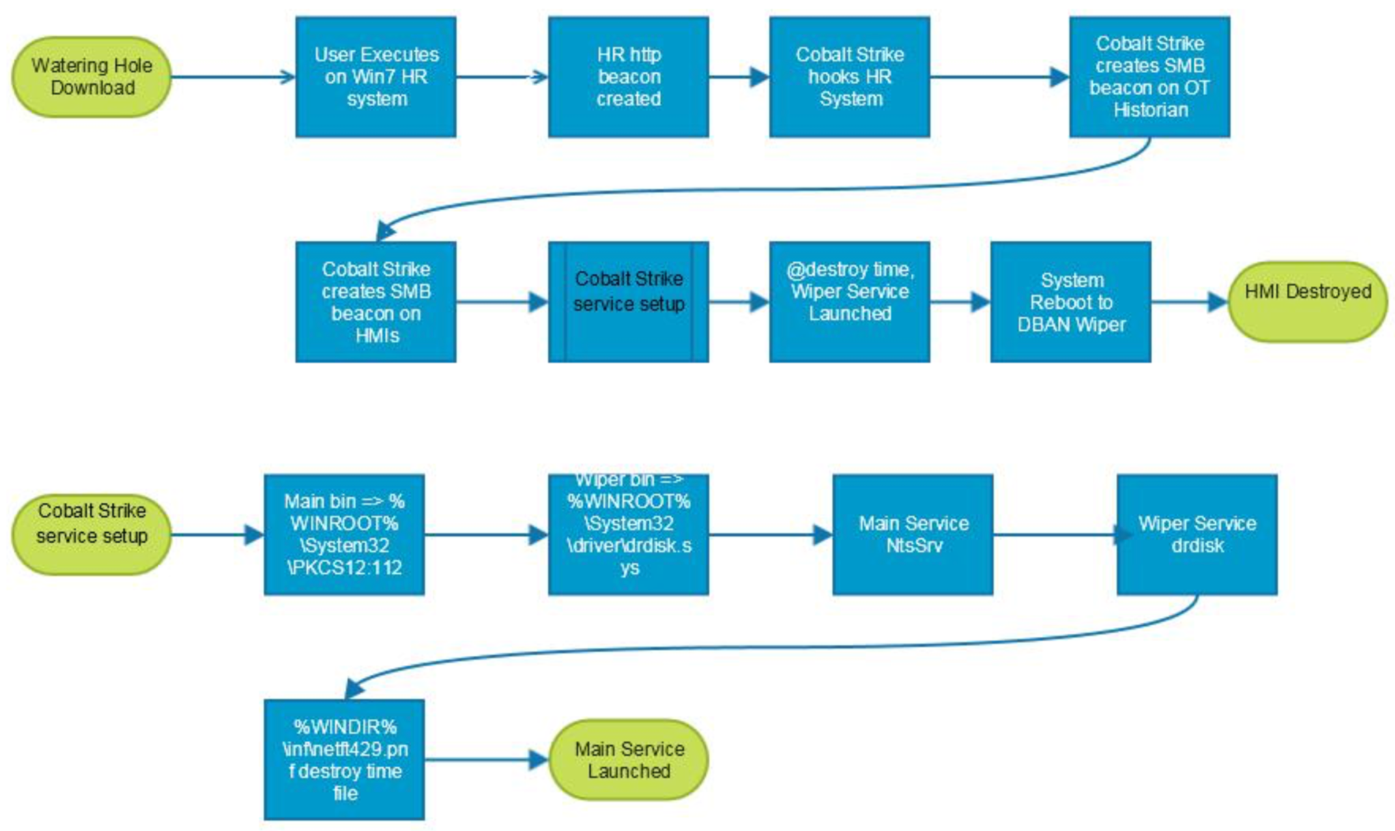 Watering Hole
Download
User Executes
on Win7 HR
system
HR http
beacon
created
Cobalt Strike
hooks HR
System
Cobalt Strike
creates SMB
beacon on OT
Historian
Cobalt Strike
creates SMB
beacon on
HMIs
Cobalt Strike
service setup
@destroy time,
Wiper Service
Launched
System
Reboot to
DBAN Wiper
HMI Destroyed
Cobalt Strike
service setup
Main bin => %
WINROOT%
\System32
\PKCS12:112
Wiper bin =>
%WINROOT%
\System32
\driver\drdisk.s
ys
Main Service
NtsSrv
Wiper Service
drdisk
%WINDIR%
\inf\netft429.pn
f destroy time
file
Main Service
Launched